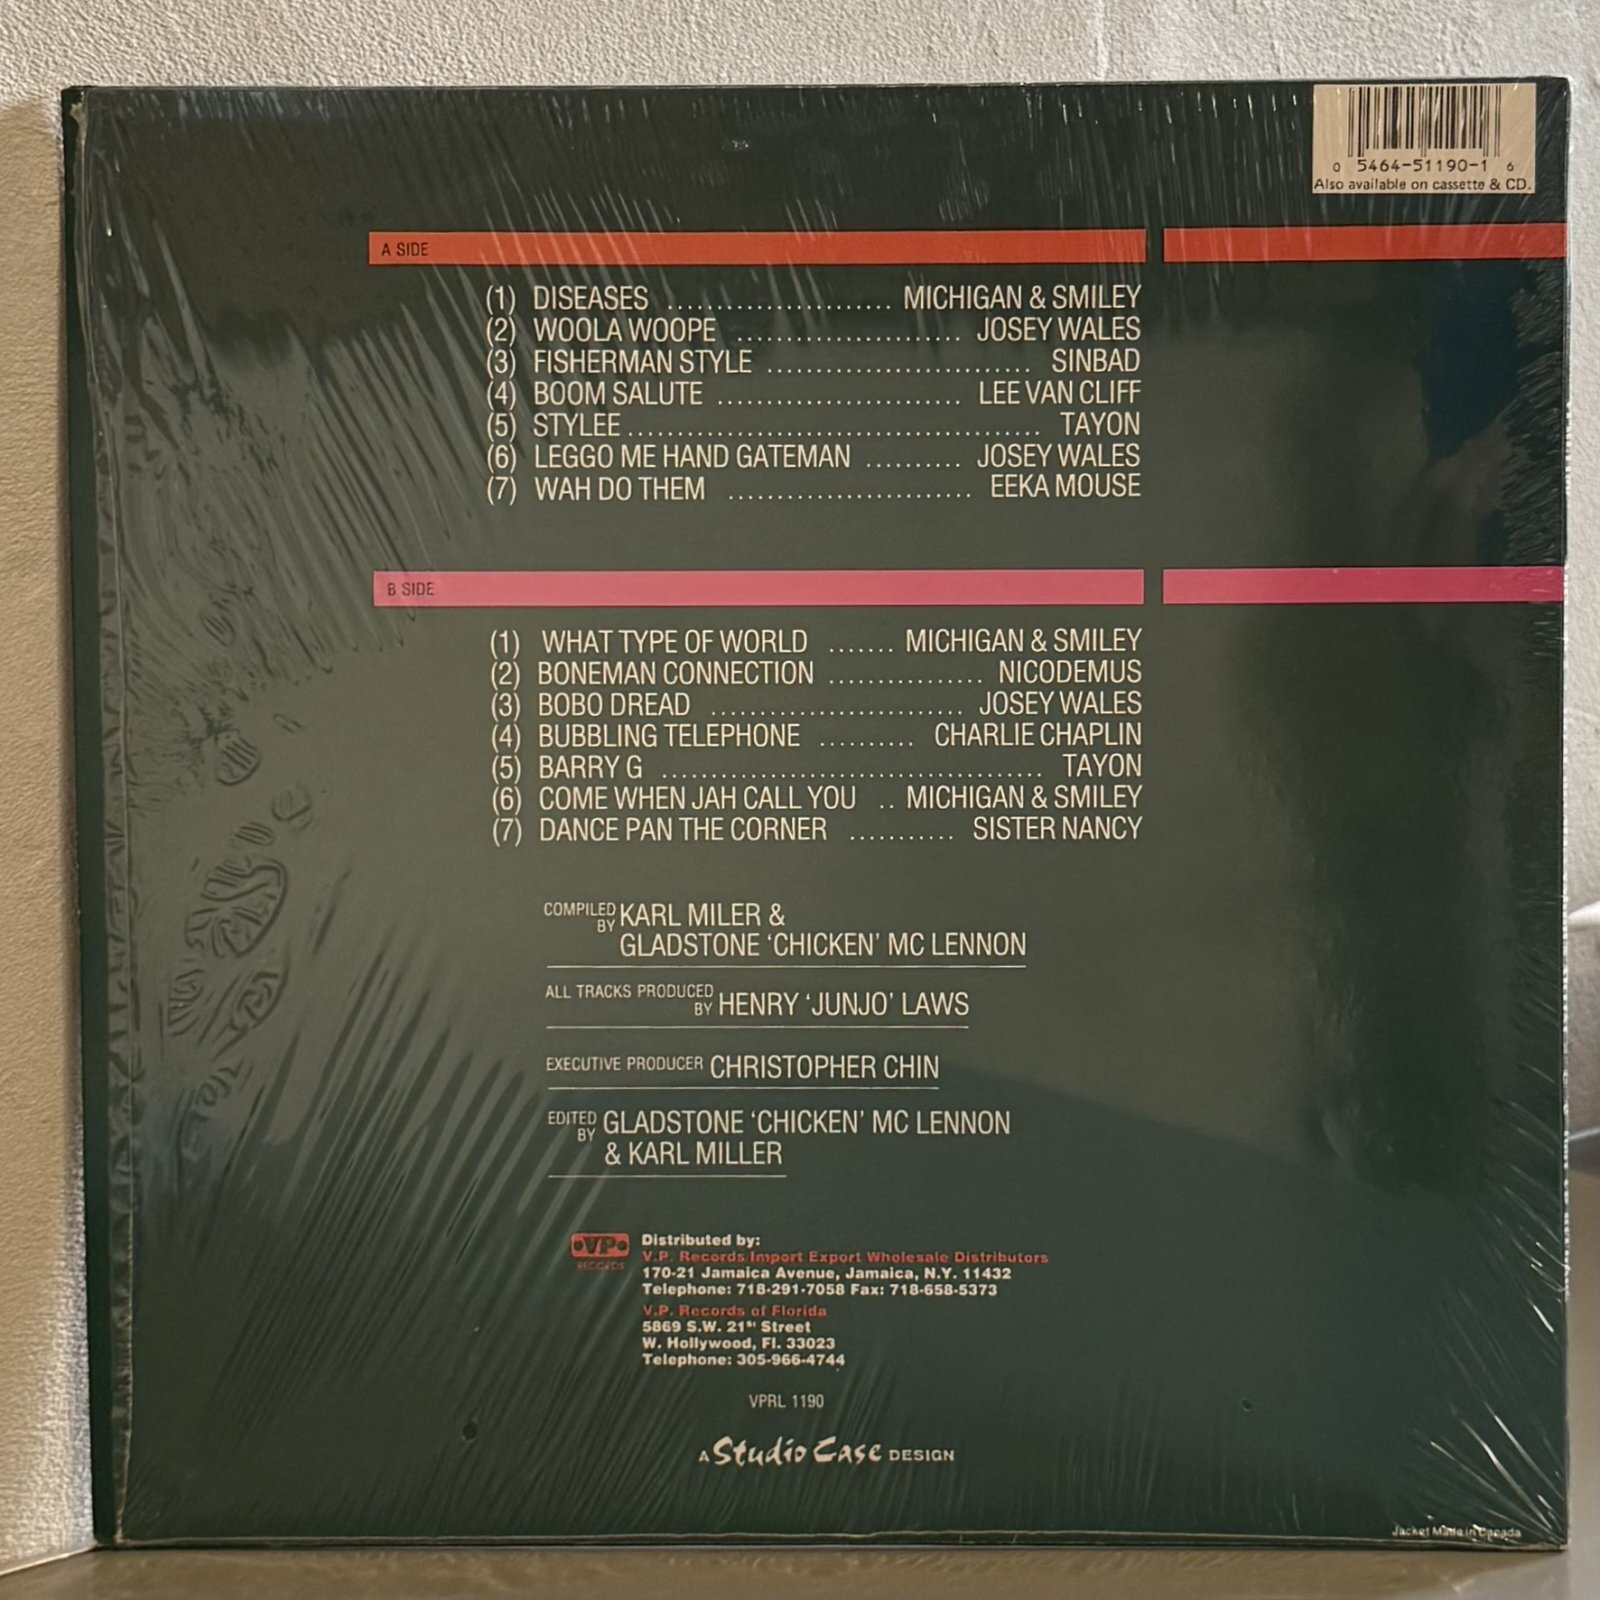 0 5464-51190-1 6
Also available on cassette & CD.
A SIDE
(1) DISEASES ...................... MICHIGAN & SMILEY
(2) WOOLA WOOPE ....................... JOSEY WALES
(3) FISHERMAN STYLE ........................... SINBAD
(4) BOOM SALUTE ......................... LEE VAN CLIFF
(5) STYLEE .......................................... TAYON
(6) LEGGO ME HAND GATEMAN .......... JOSEY WALES
(7) WAH DO THEM ......................... EEKA MOUSE
B SIDE
(1) WHAT TYPE OF WORLD ....... MICHIGAN & SMILEY
(2) BONEMAN CONNECTION ................ NICODEMUS
(3) BOBO DREAD .......................... JOSEY WALES
(4) BUBBLING TELEPHONE .......... CHARLIE CHAPLIN
(5) BARRY G ....................................... TAYON
(6) COME WHEN JAH CALL YOU .. MICHIGAN & SMILEY
(7) DANCE PAN THE CORNER ........... SISTER NANCY
COMPILED BY KARL MILER &
GLADSTONE ‘CHICKEN’ MC LENNON
ALL TRACKS PRODUCED BY HENRY ‘JUNJO’ LAWS
EXECUTIVE PRODUCER CHRISTOPHER CHIN
EDITED BY GLADSTONE ‘CHICKEN’ MC LENNON
& KARL MILLER
VP RECORDS
Distributed by:
V.P. Records/Import Export Wholesale Distributors
170-21 Jamaica Avenue, Jamaica, N.Y. 11432
Telephone: 718-291-7058 Fax: 718-658-5373
V.P. Records of Florida
5869 S.W. 21st Street
W. Hollywood, Fl. 33023
Telephone: 305-966-4744
VPRL 1190
A Studio Case DESIGN
Jacket Made in Canada